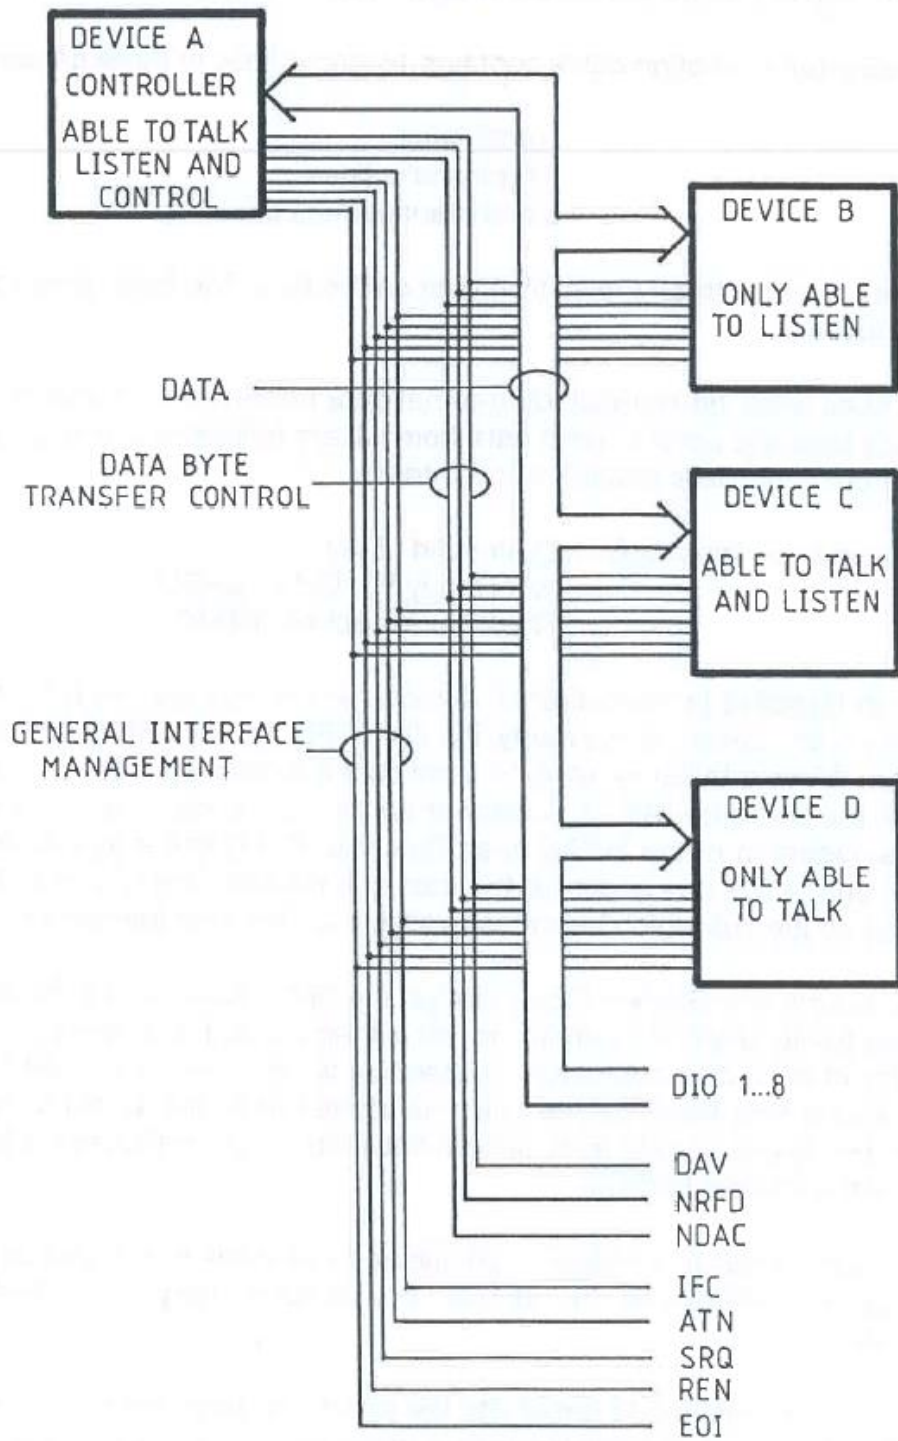 DEVICE A
CONTROLLER
ABLE TO TALK
LISTEN AND
CONTROL
DEVICE B
ONLY ABLE
TO LISTEN
DATA
DATA BYTE
TRANSFER CONTROL
DEVICE C
ABLE TO TALK
AND LISTEN
GENERAL INTERFACE
MANAGEMENT
DEVICE D
ONLY ABLE
TO TALK
DIO 1...8
DAV
NRFD
NDAC
IFC
ATN
SRQ
REN
EOI